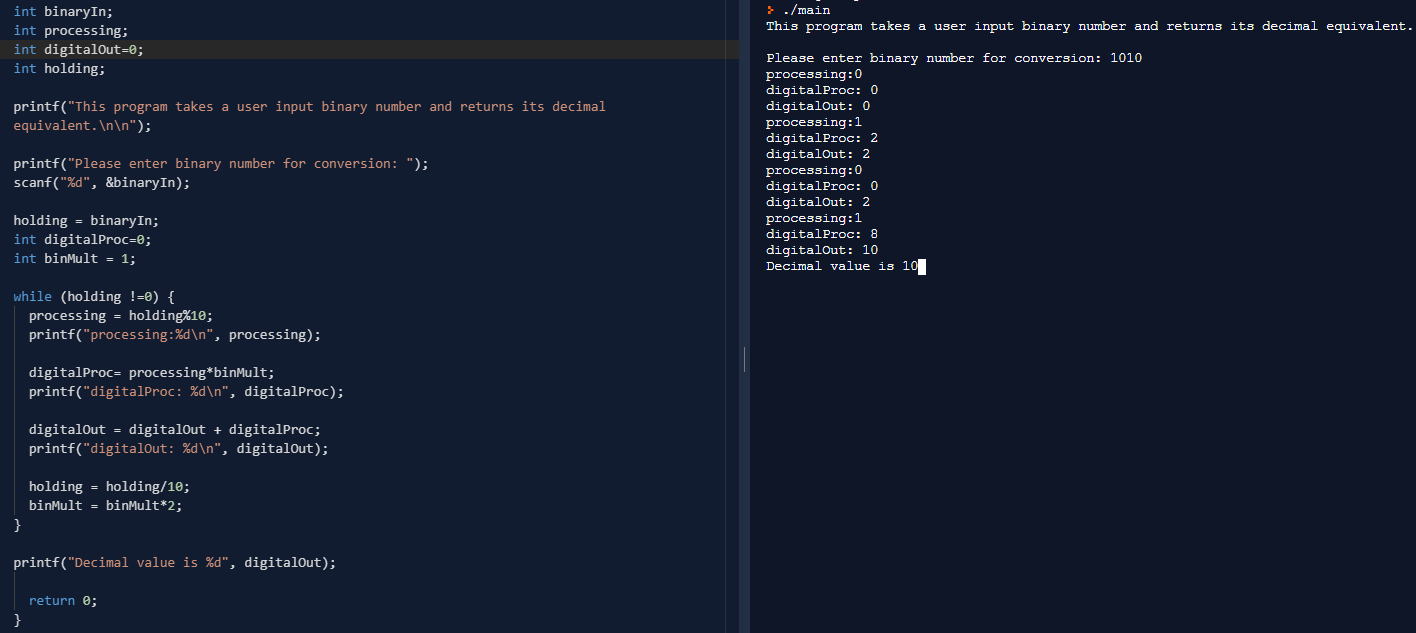 int binaryIn;
int processing;
int digitalOut=0;
int holding;
printf("This program takes a user input binary number and returns its decimal
equivalent.\n\n");
printf("Please enter binary number for conversion: ");
scanf("%d", &binaryIn);
holding = binaryIn;
int digitalProc=0;
int binMult = 1;
while (holding !=0) {
processing = holding%10;
printf("processing:%d\n", processing);
digitalProc= processing*binMult;
printf("digitalProc: %d\n", digitalProc);
digitalOut = digitalOut + digitalProc;
printf("digitalOut: %d\n", digitalOut);
holding = holding/10;
binMult = binMult*2;
}
printf("Decimal value is %d", digitalOut);
return 0;
}
> ./main
This program takes a user input binary number and returns its decimal equivalent.
Please enter binary number for conversion: 1010
processing:0
digitalProc: 0
digitalOut: 0
processing:1
digitalProc: 2
digitalOut: 2
processing:0
digitalProc: 0
digitalOut: 2
processing:1
digitalProc: 8
digitalOut: 10
Decimal value is 10